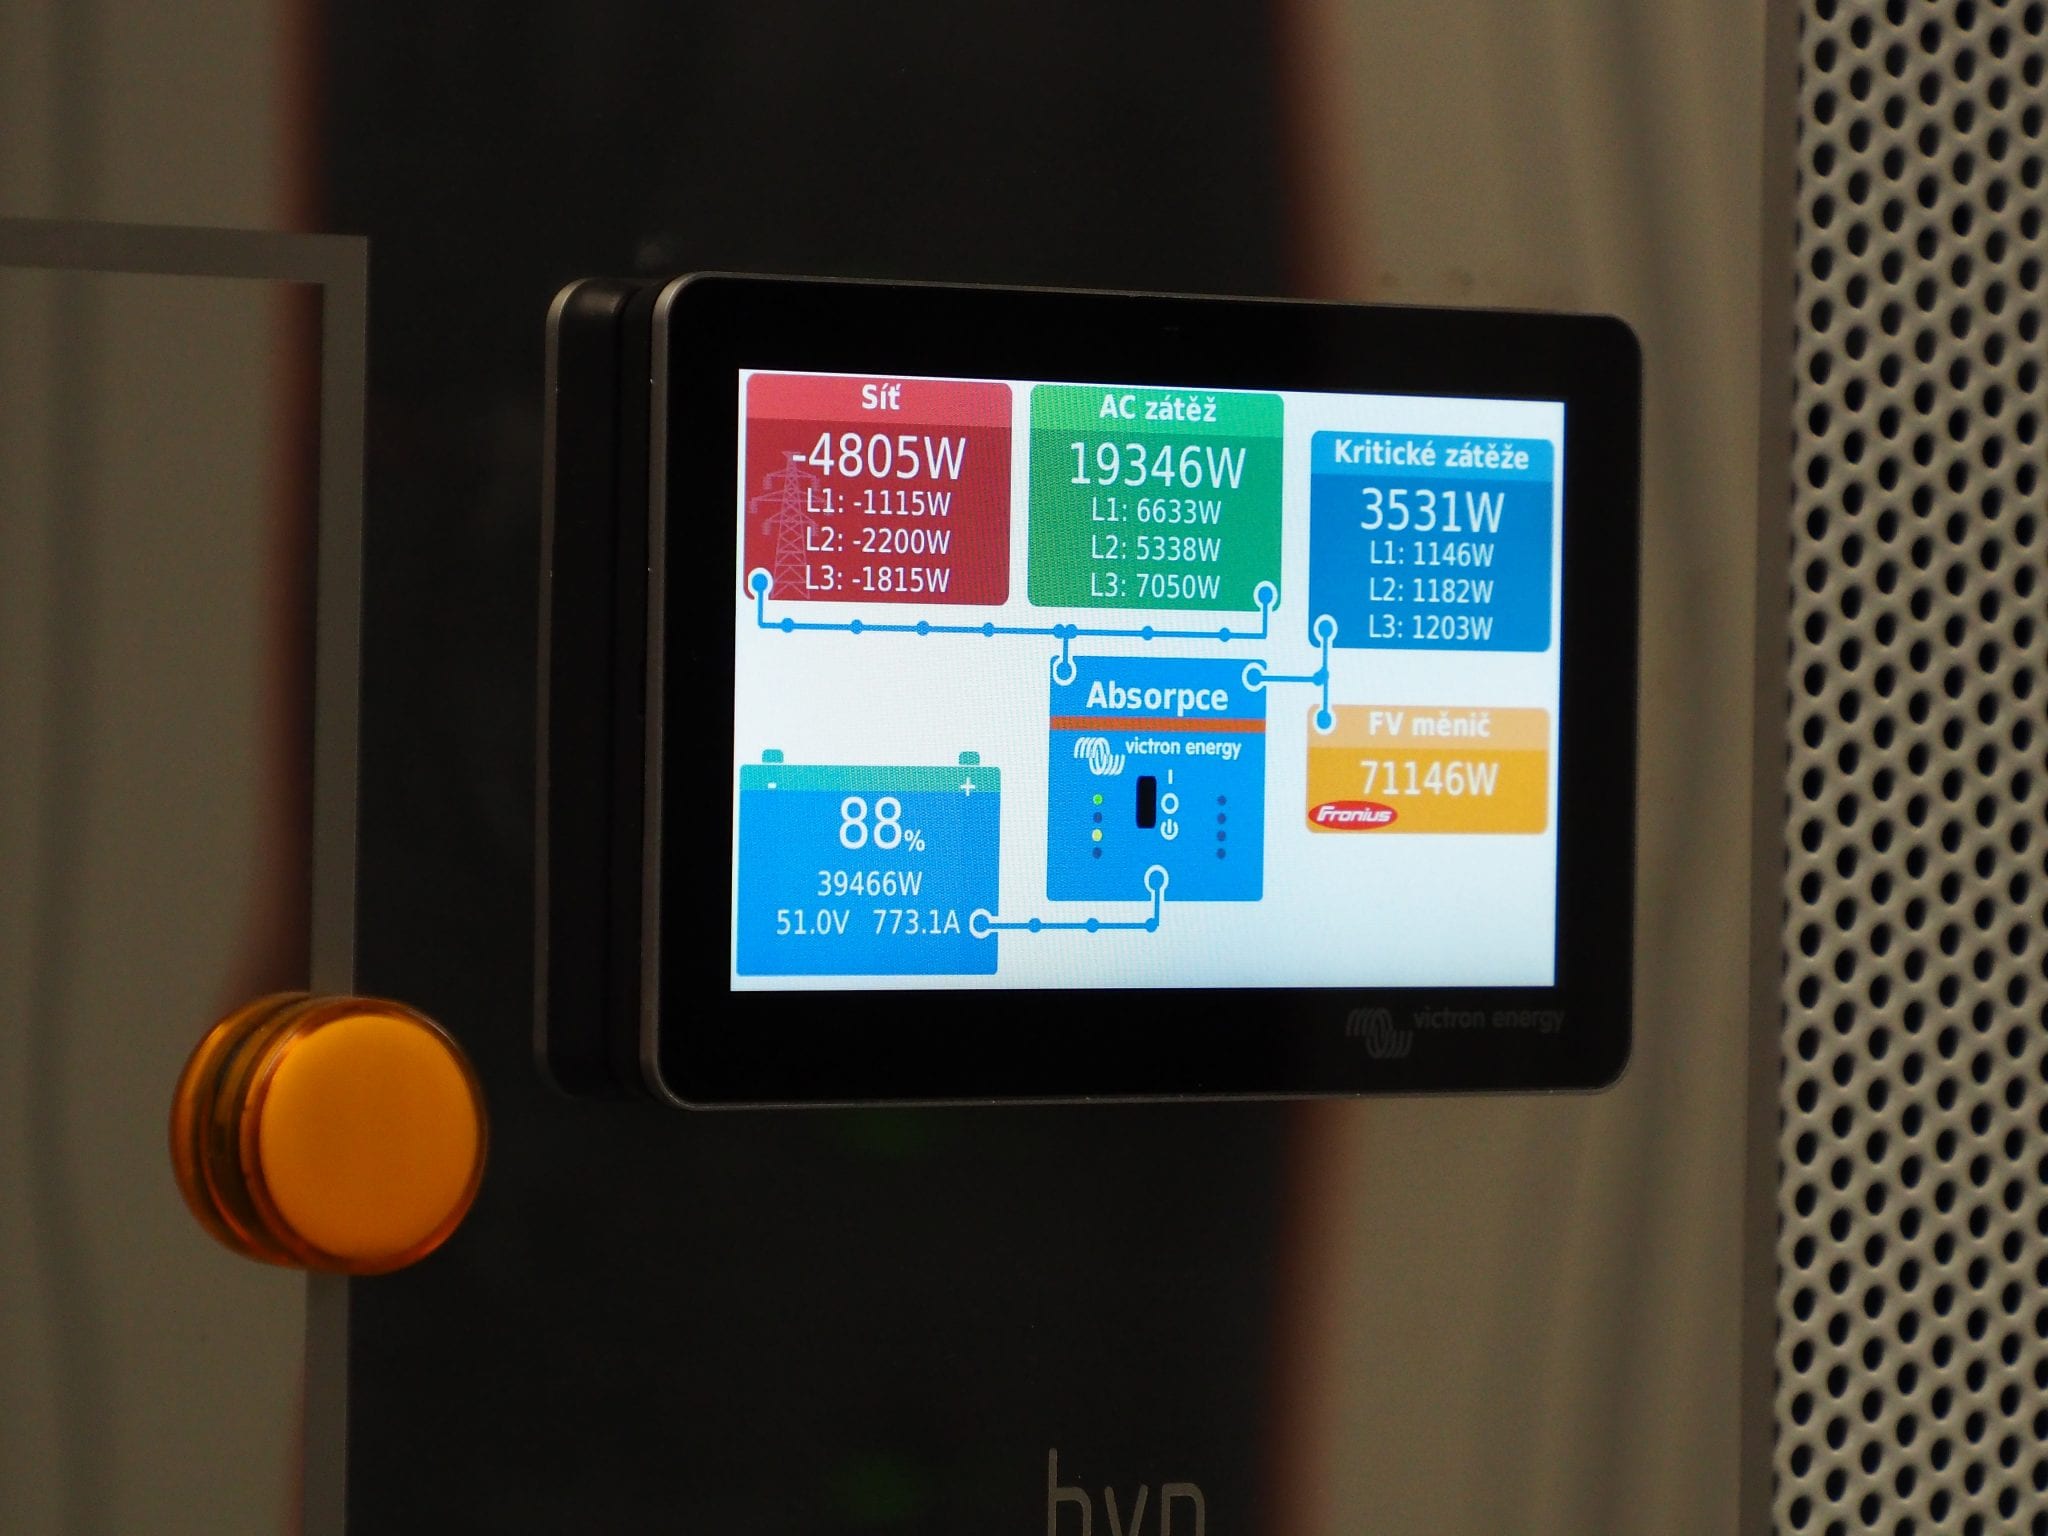 Síť
-4805W
L1: -1115W
L2: -2200W
L3: -1815W
AC zátěž
19346W
L1: 6633W
L2: 5338W
L3: 7050W
Kritické zátěže
3531W
L1: 1146W
L2: 1182W
L3: 1203W
Absorpce
victron energy
FV měnič
71146W
Fronius
- +
88%
39466W
51.0V 773.1A
victron energy